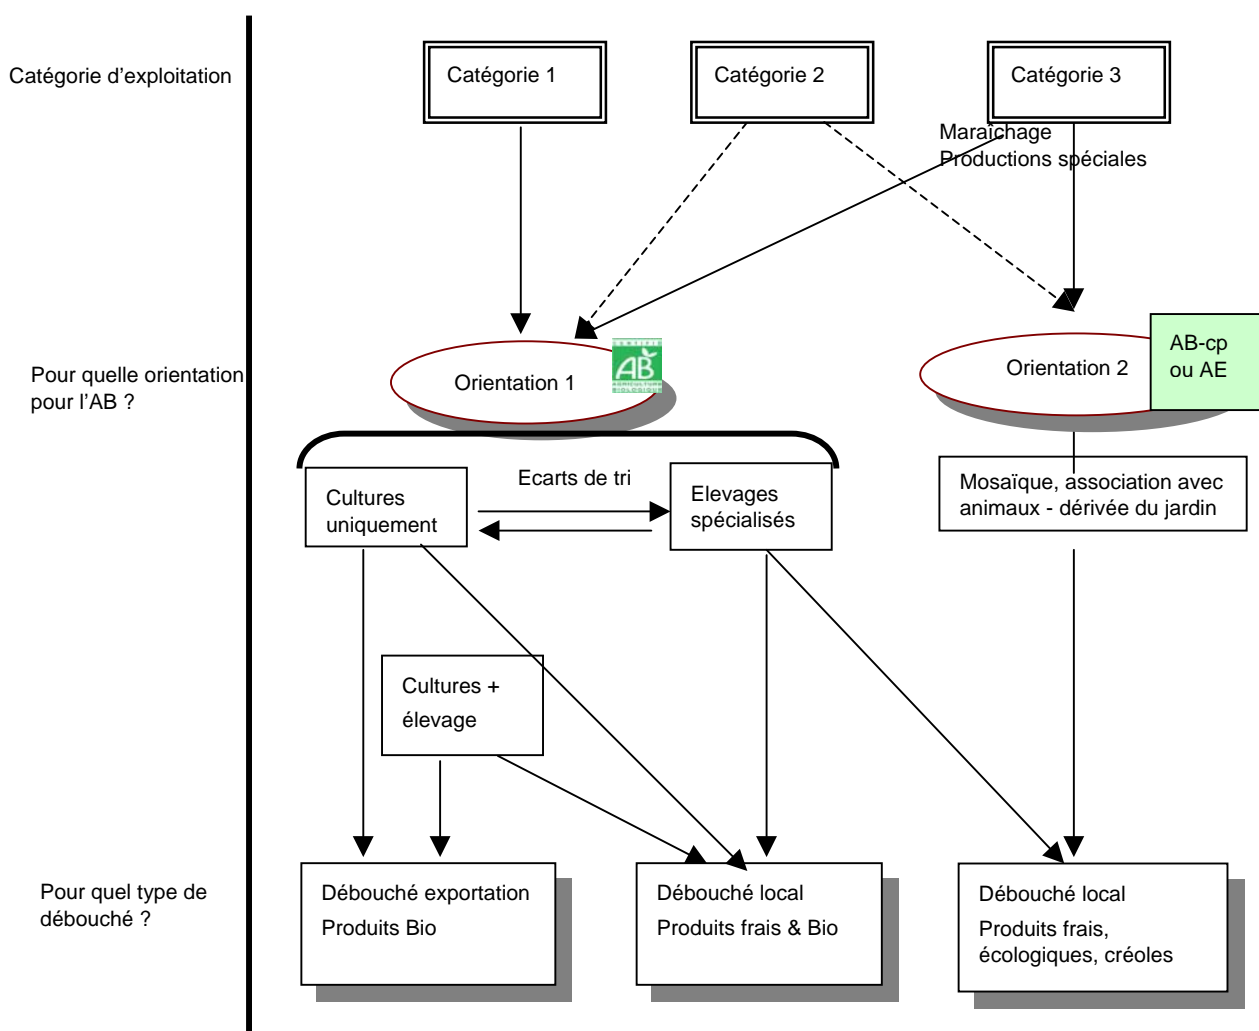 Catégorie d'exploitation
Catégorie 1
Catégorie 2
Catégorie 3
Maraîchage
Productions spéciales
Pour quelle orientation
pour l'AB ?
Orientation 1
CERTIFIÉ
AB
AGRICULTURE
BIOLOGIQUE
Orientation 2
AB-cp
ou AE
Cultures
uniquement
Ecarts de tri
Elevages
spécialisés
Mosaïque, association avec
animaux - dérivée du jardin
Cultures +
élevage
Pour quel type de
débouché ?
Débouché exportation
Produits Bio
Débouché local
Produits frais & Bio
Débouché local
Produits frais,
écologiques, créoles